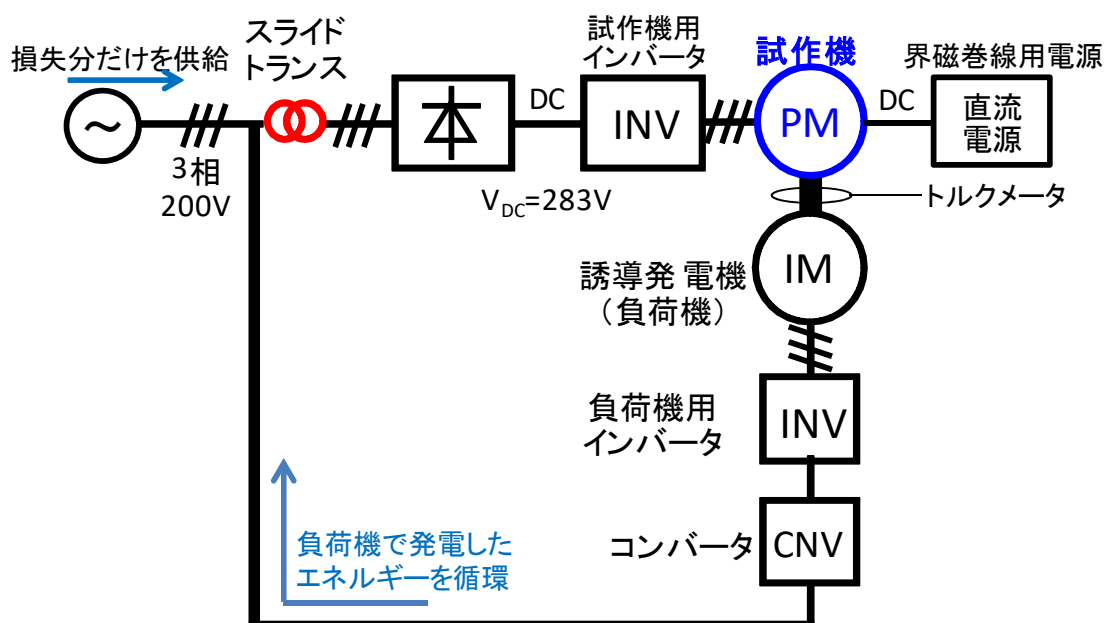 損失分だけを供給
スライド
トランス
試作機用
インバータ
試作機
界磁巻線用電源
~
3相
200V
DC
INV
V_DC=283V
PM
DC
直流
電源
トルクメータ
誘導発電機
（負荷機）
IM
負荷機用
インバータ
INV
コンバータ
CNV
負荷機で発電した
エネルギーを循環